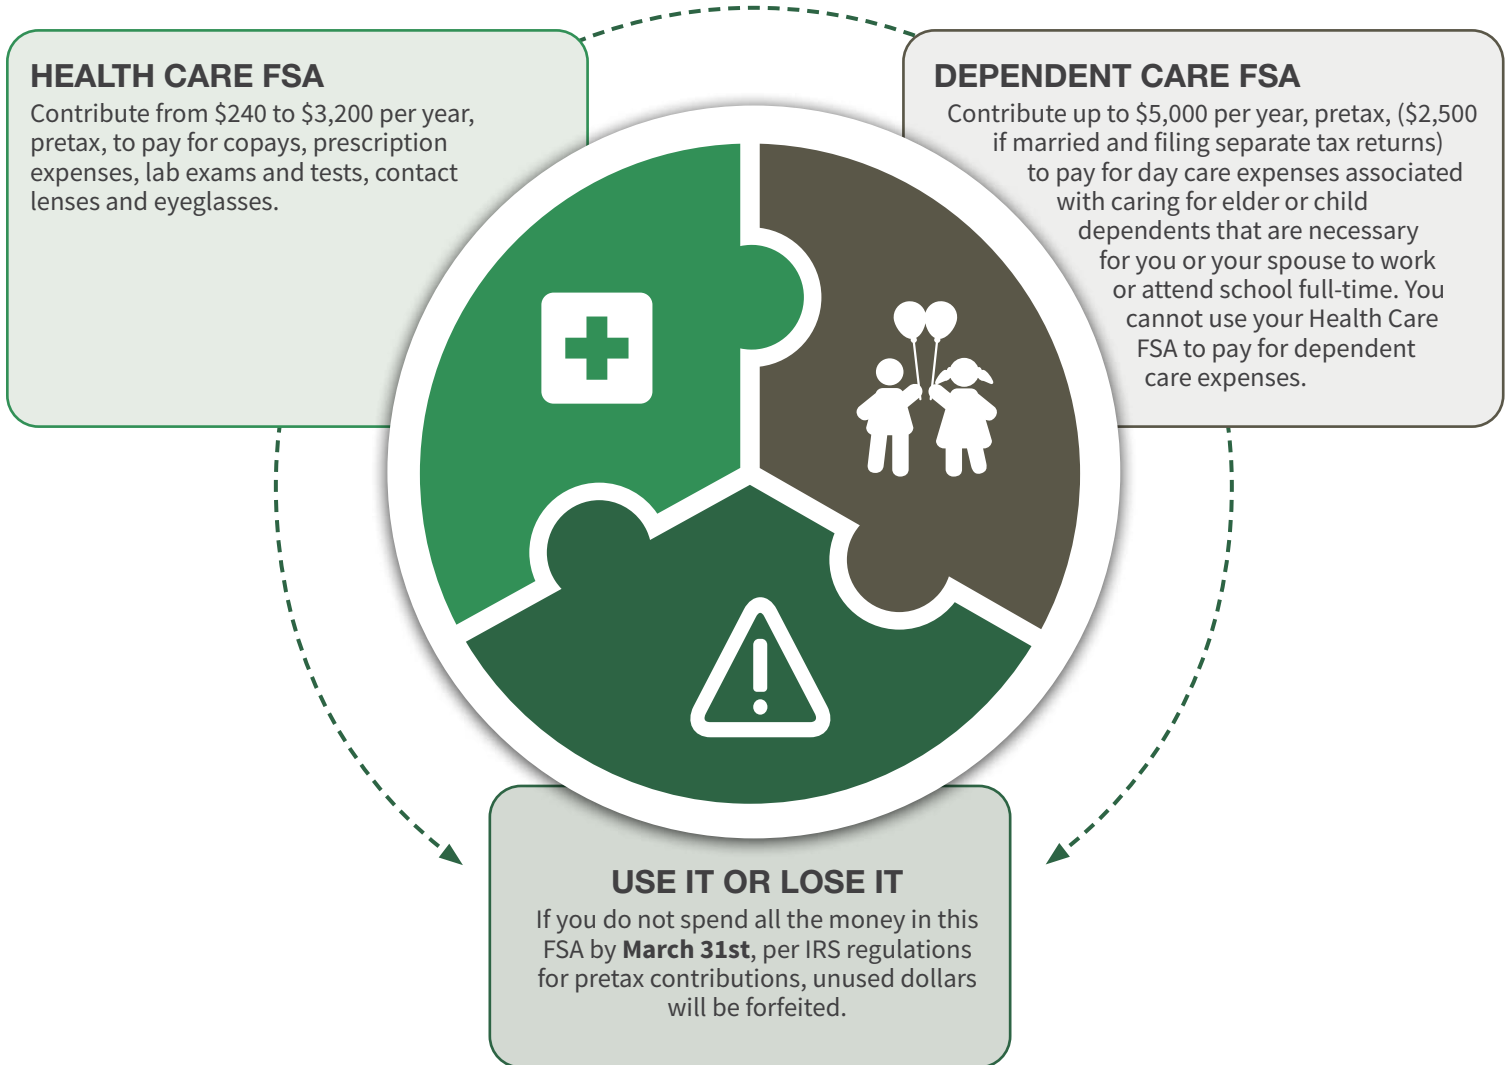 HEALTH CARE FSA
Contribute from $240 to $3,200 per year,
pretax, to pay for copays, prescription
expenses, lab exams and tests, contact
lenses and eyeglasses.
DEPENDENT CARE FSA
Contribute up to $5,000 per year, pretax, ($2,500
if married and filing separate tax returns)
to pay for day care expenses associated
with caring for elder or child
dependents that are necessary
for you or your spouse to work
or attend school full-time. You
cannot use your Health Care
FSA to pay for dependent
care expenses.
USE IT OR LOSE IT
If you do not spend all the money in this
FSA by March 31st, per IRS regulations
for pretax contributions, unused dollars
will be forfeited.